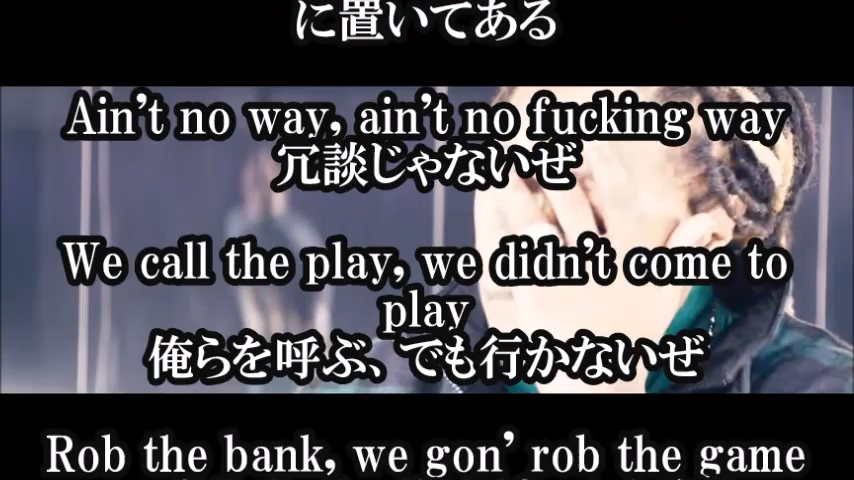 に置いてある
Ain't no way, ain't no fucking way
冗談じゃないぜ
We call the play, we didn't come to
play
俺らを呼ぶ、でも行かないぜ
Rob the bank, we gon' rob the game